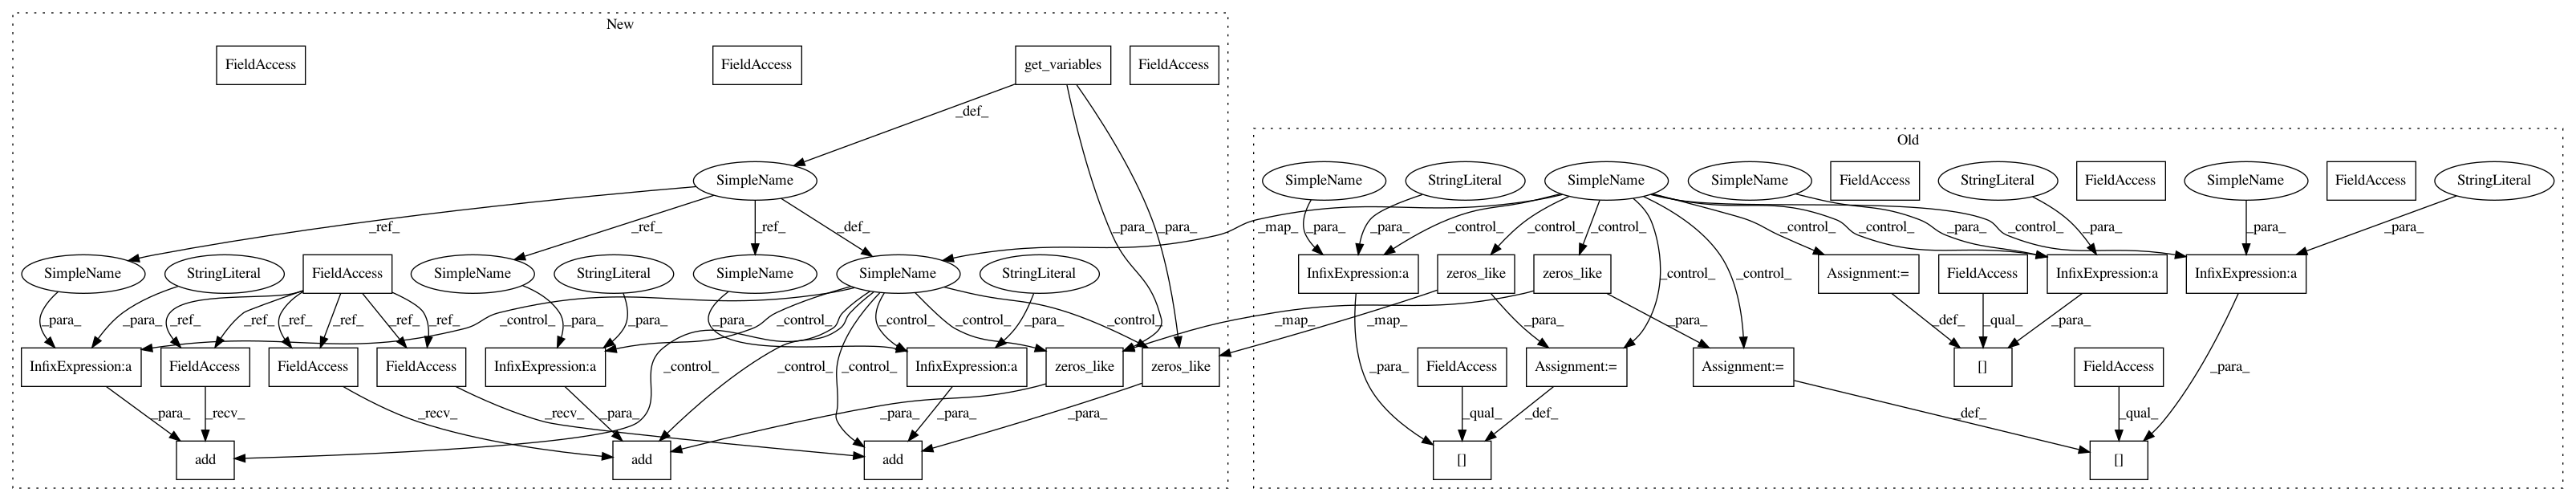 New
FieldAccess
FieldAccess
get_variables
FieldAccess
_def_
Old
SimpleName
SimpleName
StringLiteral
SimpleName
SimpleName
FieldAccess
StringLiteral
FieldAccess
SimpleName
FieldAccess
StringLiteral
_ref_
_ref_
_ref_
_def_
_para_
_para_
_map_
_para_
_para_
_control_
_control_
_control_
_control_
_control_
_para_
_para_
_control_
_para_
_para_
SimpleName
StringLiteral
FieldAccess
SimpleName
StringLiteral
SimpleName
SimpleName
StringLiteral
InfixExpression:a
zeros_like
zeros_like
_control_
_control_
Assignment:=
FieldAccess
InfixExpression:a
InfixExpression:a
_para_
_para_
_ref_
_ref_
_ref_
_ref_
_ref_
_ref_
_control_
_para_
_para_
_control_
_para_
_control_
_control_
_para_
_control_
_map_
_map_
_para_
_para_
_def_
_qual_
_para_
InfixExpression:a
FieldAccess
FieldAccess
FieldAccess
InfixExpression:a
InfixExpression:a
zeros_like
zeros_like
_control_
_control_
_control_
_para_
FieldAccess
Assignment:=
Assignment:=
[]
FieldAccess
_para_
_para_
_recv_
_recv_
_recv_
_para_
_para_
_para_
_para_
_qual_
_def_
_def_
_qual_
add
add
add
[]
[]